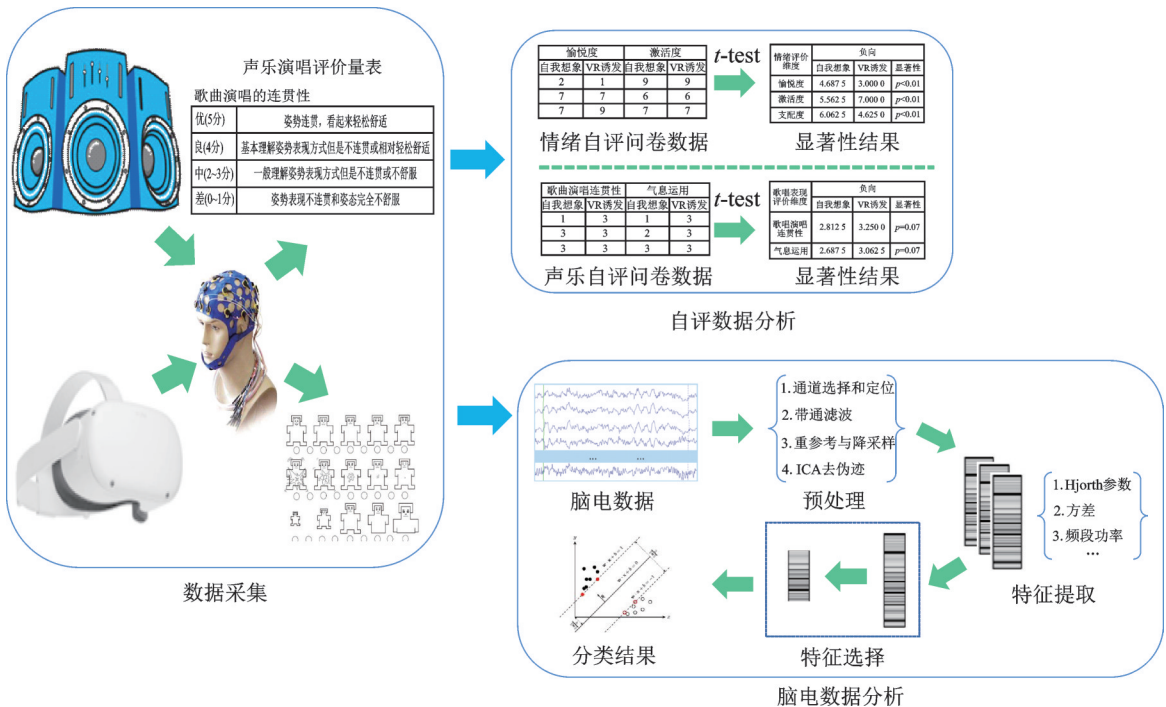 声乐演唱评价量表
歌曲演唱的连贯性
优(5分) 姿势连贯，看起来轻松舒适
良(4分) 基本理解姿势表现方式但是不连贯或相对轻松舒适
中(2~3分) 一般理解姿势表现方式但是不连贯或不舒服
差(0~1分) 姿势表现不连贯和姿态完全不舒服
数据采集
愉悦度 激活度
自我想象 VR诱发 自我想象 VR诱发
2 1 9 9
7 7 6 6
7 9 7 7
情绪自评问卷数据
t-test
情绪评价维度 负向
自我想象 VR诱发 显著性
愉悦度 4.687 5 3.000 0 p<0.01
激活度 5.562 5 7.000 0 p<0.01
支配度 6.062 5 4.625 0 p<0.01
显著性结果
歌曲演唱连贯性 气息运用
自我想象 VR诱发 自我想象 VR诱发
1 3 1 3
3 3 2 3
3 3 3 3
声乐自评问卷数据
t-test
歌唱表现评价维度 负向
自我想象 VR诱发 显著性
歌唱演唱连贯性 2.812 5 3.250 0 p=0.07
气息运用 2.687 5 3.062 5 p=0.07
显著性结果
自评数据分析
... ...
脑电数据
1.通道选择和定位
2.带通滤波
3.重参考与降采样
4. ICA去伪迹
预处理
1.Hjorth参数
2. 方差
3. 频段功率
...
特征提取
特征选择
分类结果
脑电数据分析